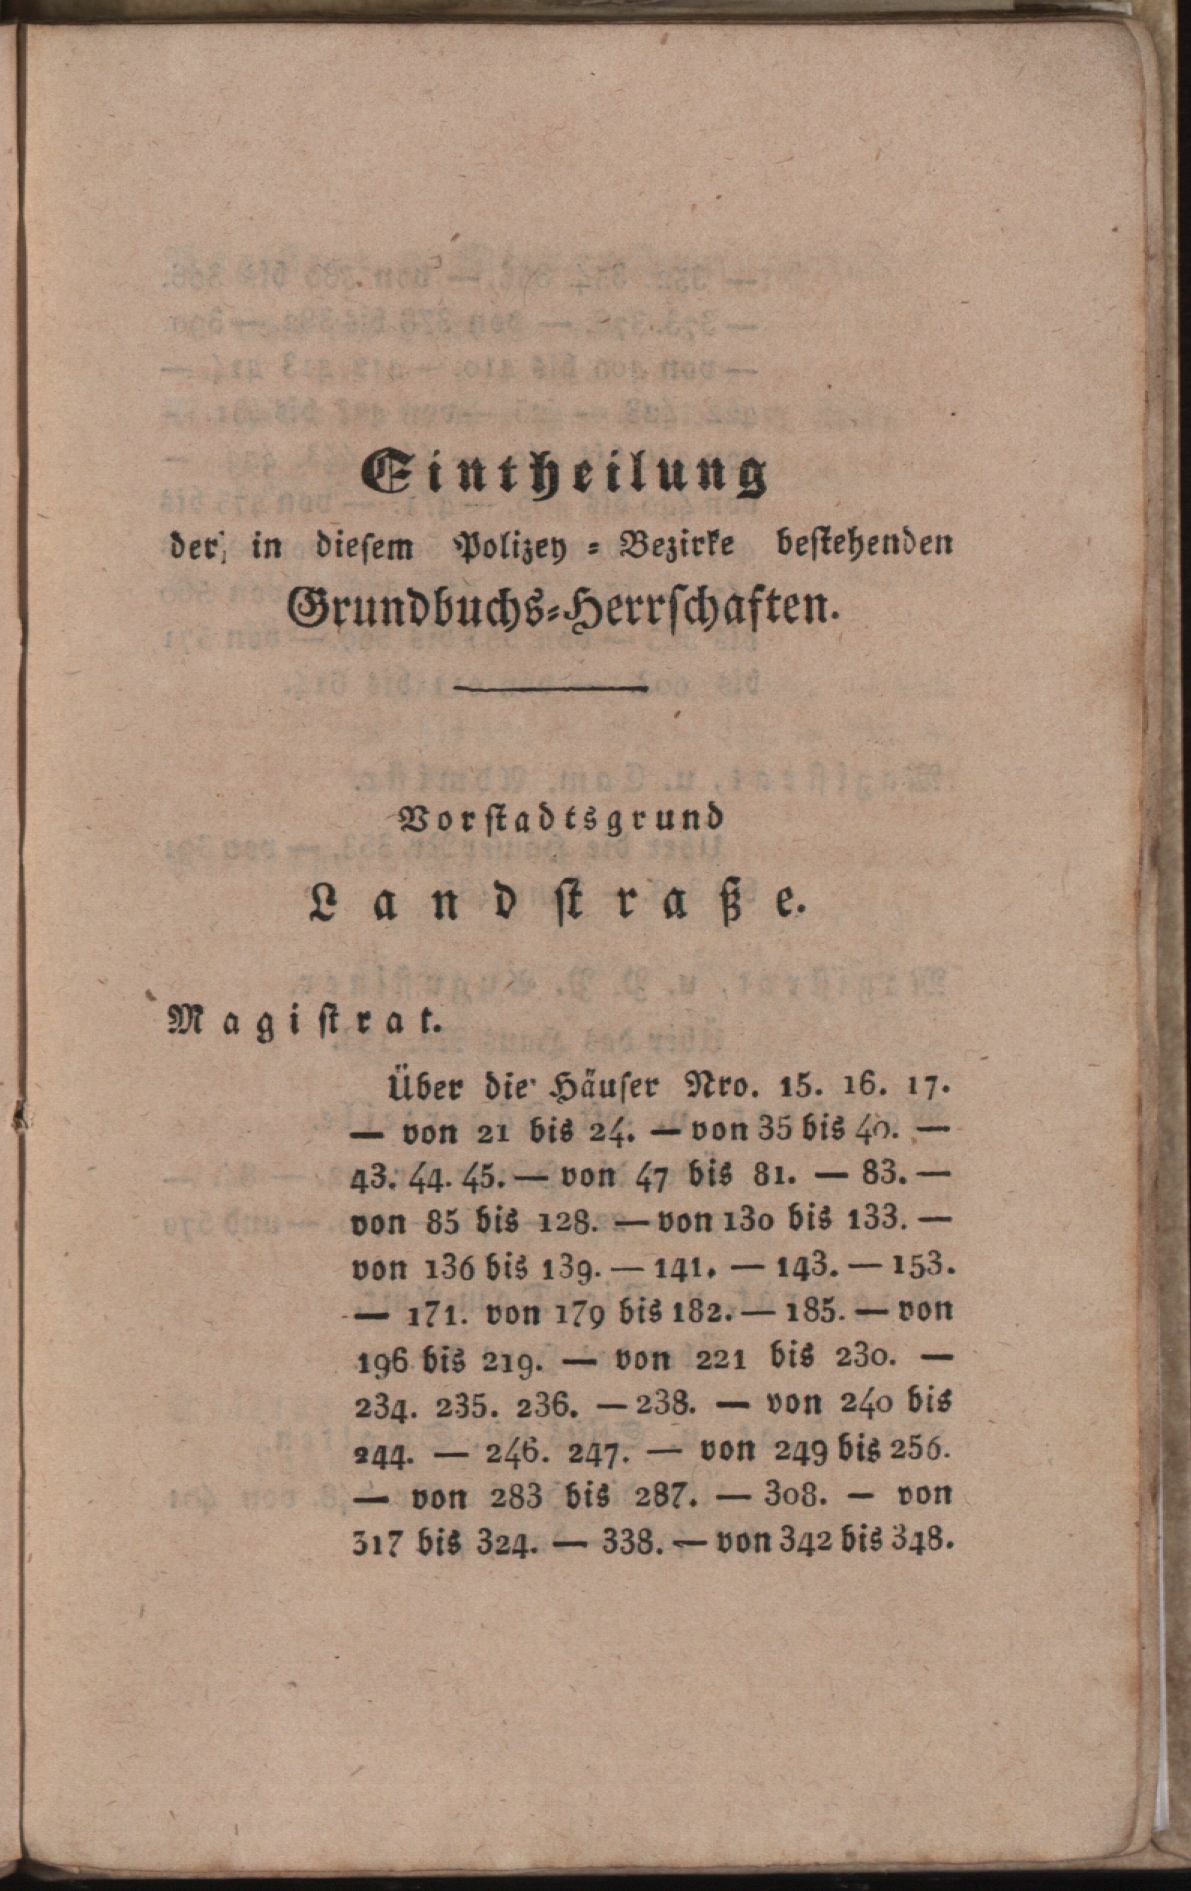 Eintheilung
der in diesem Polizey = Bezirke bestehenden
Grundbuchs=Herrschaften.
Vorstadtsgrund
Landstraße.
Magistrat.
Über die Häuser Nro. 15. 16. 17.
— von 21 bis 24. — von 35 bis 40. —
43. 44. 45. — von 47 bis 81. — 83. —
von 85 bis 128. — von 130 bis 133. —
von 136 bis 139. — 141. — 143. — 153.
— 171. von 179 bis 182. — 185. — von
196 bis 219. — von 221 bis 230. —
234. 235. 236. — 238. — von 240 bis
244. — 246. 247. — von 249 bis 256.
— von 283 bis 287. — 308. — von
317 bis 324. — 338. — von 342 bis 348.